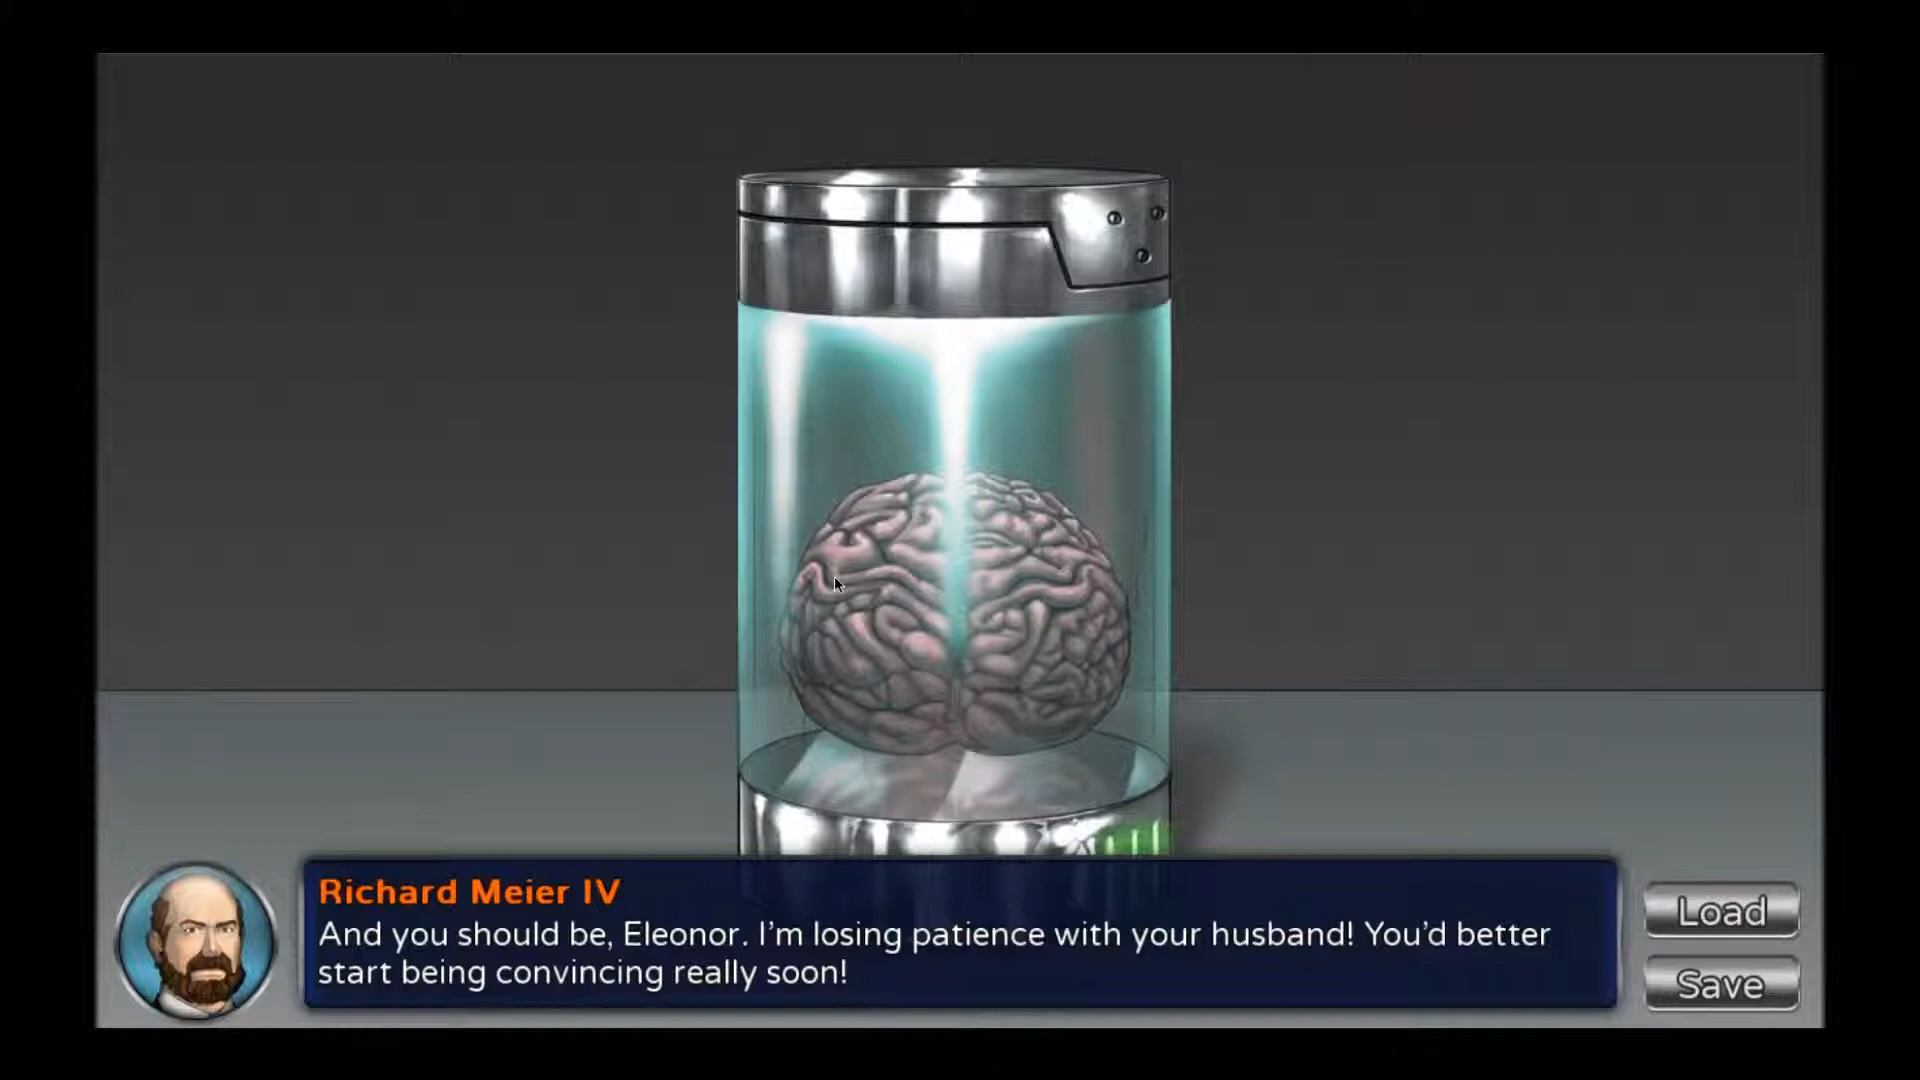 Richard Meier IV
And you should be, Eleonor. I'm losing patience with your husband! You'd better
start being convincing really soon!
Load
Save